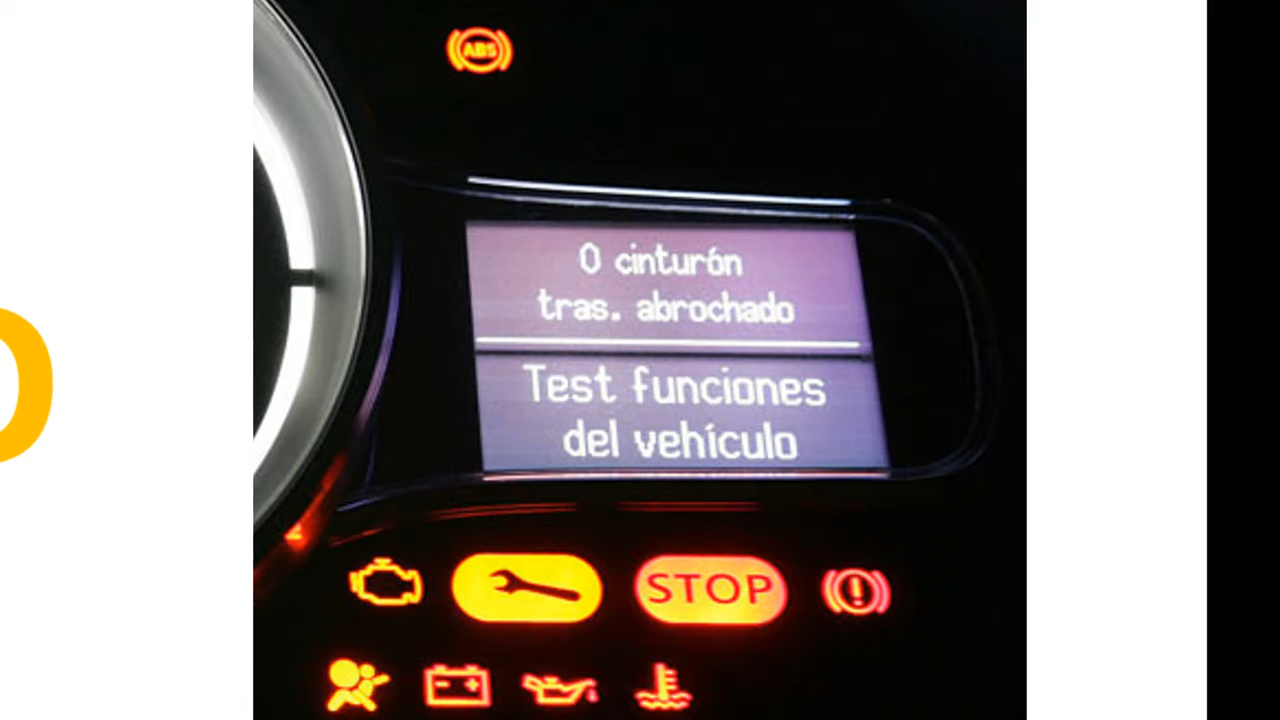 ABS
0 cinturón
tras. abrochado
Test funciones
del vehículo
STOP